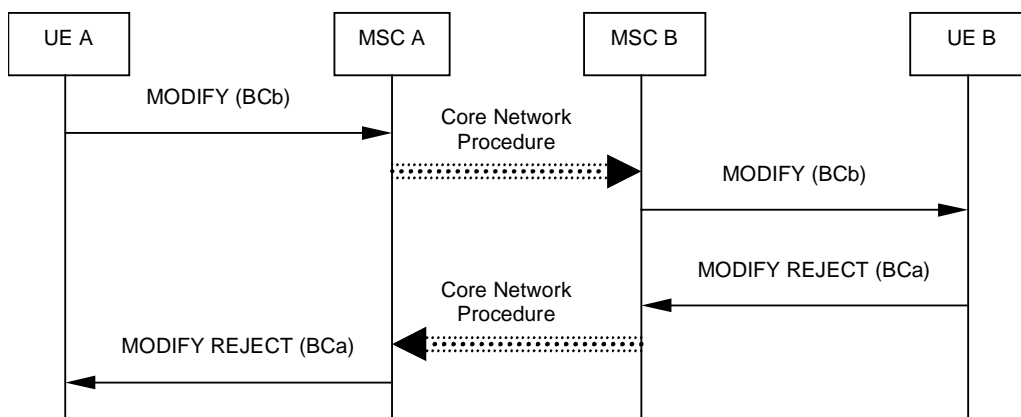 UE A
MSC A
MSC B
UE B
MODIFY (BCb)
Core Network
Procedure
MODIFY (BCb)
MODIFY REJECT (BCa)
Core Network
Procedure
MODIFY REJECT (BCa)